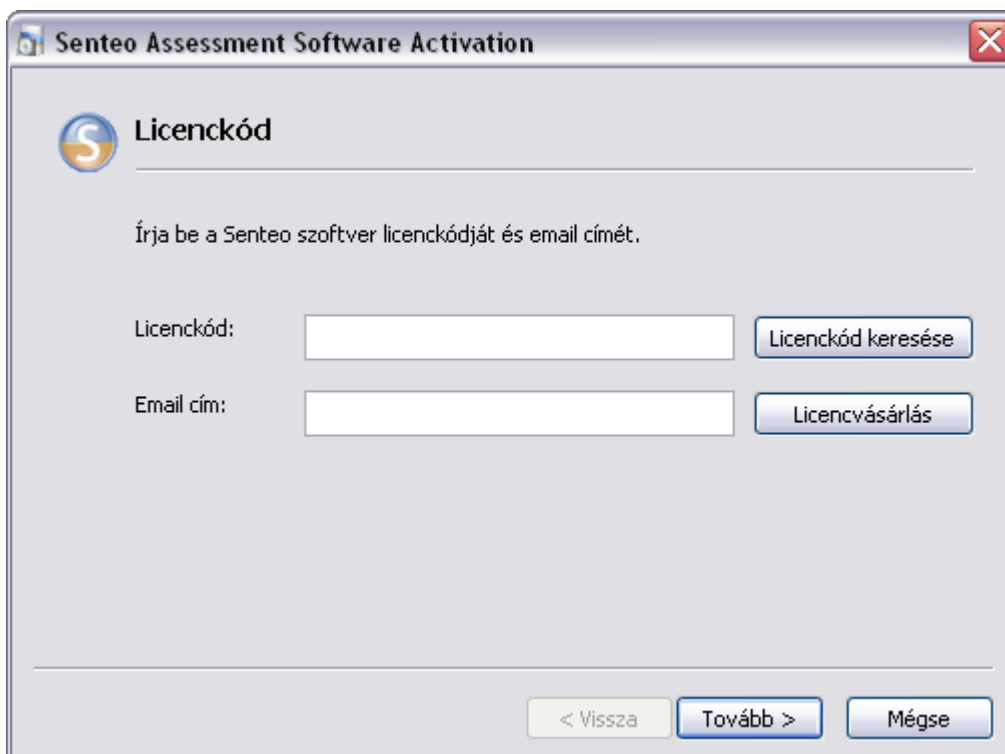 Senteo Assessment Software Activation
Licenckód
Írja be a Senteo szoftver licenckódját és email címét.
Licenckód:
Licenckód keresése
Email cím:
Licencvásárlás
< Vissza
Tovább >
Mégse